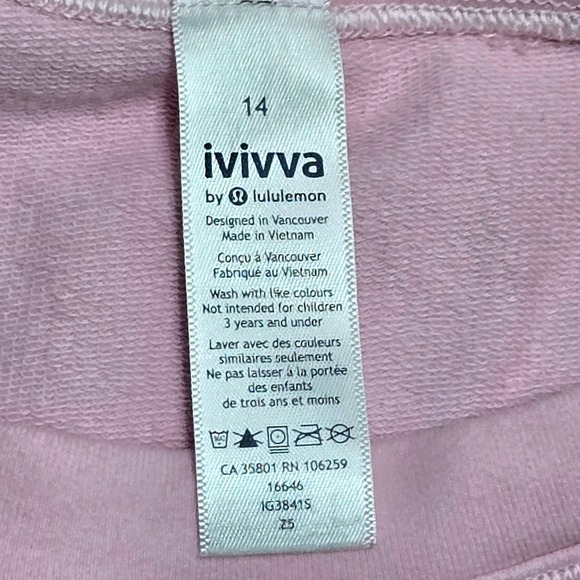 14
ivivva
by lululemon
Designed in Vancouver
Made in Vietnam
Conçu à Vancouver
Fabriqué au Vietnam
Wash with like colours
Not intended for children
3 years and under
Laver avec des couleurs
similaires seulement
Ne pas laisser à la portée
des enfants
de trois ans et moins
CA 35801 RN 106259
16646
IG3841S
Z5